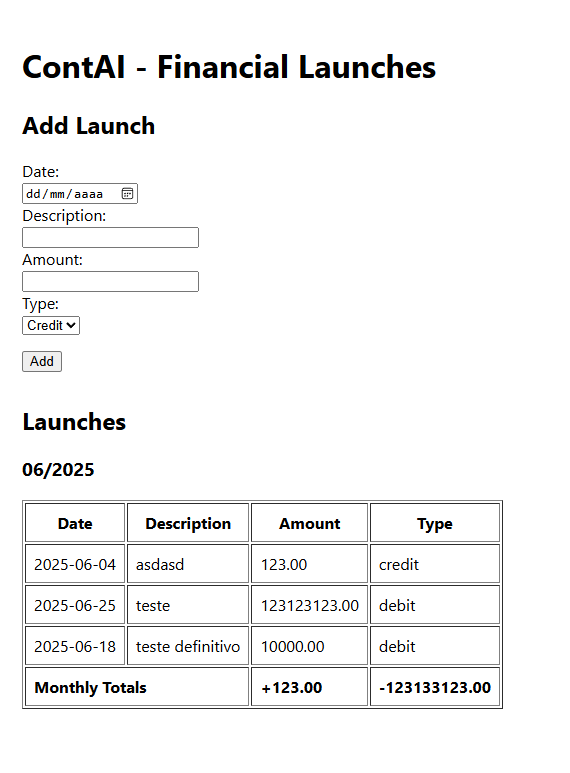 ContAI - Financial Launches
Add Launch
Date:
dd/mm/aaaa
Description:
Amount:
Type:
Credit
Add
Launches
06/2025
Date Description Amount Type
2025-06-04 asdasd 123.00 credit
2025-06-25 teste 123123123.00 debit
2025-06-18 teste definitivo 10000.00 debit
Monthly Totals +123.00 -123133123.00